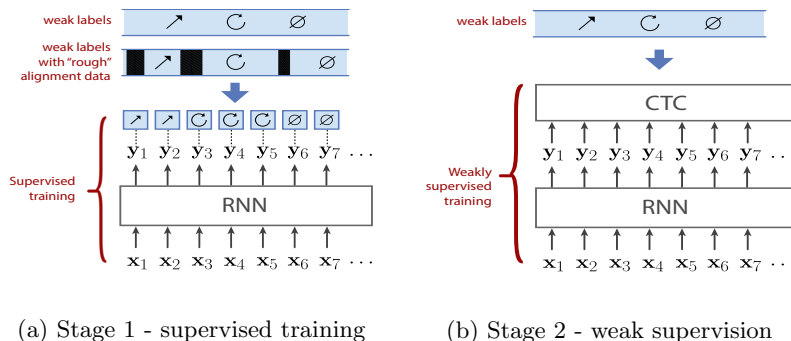 weak labels
weak labels
with "rough"
alignment data
y1 y2 y3 y4 y5 y6 y7 ...
Supervised
training
RNN
x1 x2 x3 x4 x5 x6 x7 ...
(a) Stage 1 - supervised training
weak labels
CTC
y1 y2 y3 y4 y5 y6 y7 ...
Weakly
supervised
training
RNN
x1 x2 x3 x4 x5 x6 x7 ...
(b) Stage 2 - weak supervision